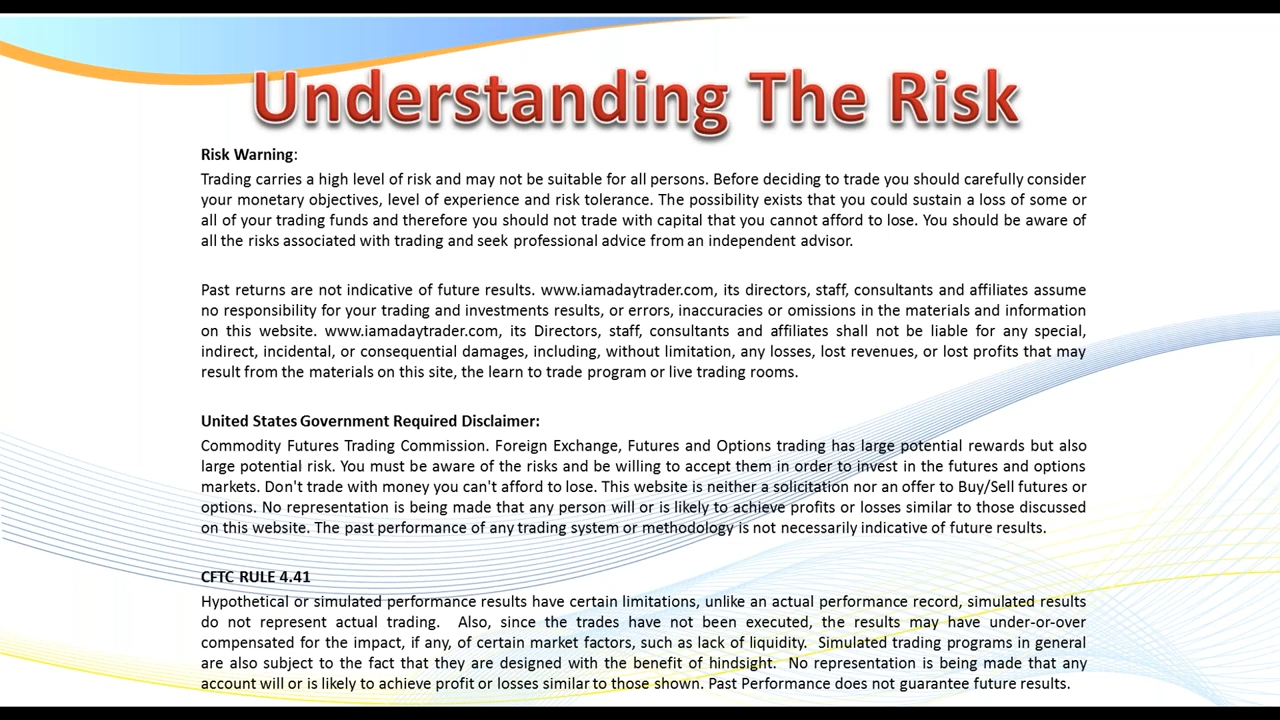 Understanding The Risk
Risk Warning:
Trading carries a high level of risk and may not be suitable for all persons. Before deciding to trade you should carefully consider
your monetary objectives, level of experience and risk tolerance. The possibility exists that you could sustain a loss of some or
all of your trading funds and therefore you should not trade with capital that you cannot afford to lose. You should be aware of
all the risks associated with trading and seek professional advice from an independent advisor.
Past returns are not indicative of future results. www.iamadaytrader.com, its directors, staff, consultants and affiliates assume
no responsibility for your trading and investments results, or errors, inaccuracies or omissions in the materials and information
on this website. www.iamadaytrader.com, its Directors, staff, consultants and affiliates shall not be liable for any special,
indirect, incidental, or consequential damages, including, without limitation, any losses, lost revenues, or lost profits that may
result from the materials on this site, the learn to trade program or live trading rooms.
United States Government Required Disclaimer:
Commodity Futures Trading Commission. Foreign Exchange, Futures and Options trading has large potential rewards but also
large potential risk. You must be aware of the risks and be willing to accept them in order to invest in the futures and options
markets. Don't trade with money you can't afford to lose. This website is neither a solicitation nor an offer to Buy/Sell futures or
options. No representation is being made that any person will or is likely to achieve profits or losses similar to those discussed
on this website. The past performance of any trading system or methodology is not necessarily indicative of future results.
CFTC RULE 4.41
Hypothetical or simulated performance results have certain limitations, unlike an actual performance record, simulated results
do not represent actual trading.  Also, since the trades have not been executed, the results may have under-or-over
compensated for the impact, if any, of certain market factors, such as lack of liquidity.  Simulated trading programs in general
are also subject to the fact that they are designed with the benefit of hindsight.  No representation is being made that any
account will or is likely to achieve profit or losses similar to those shown. Past Performance does not guarantee future results.